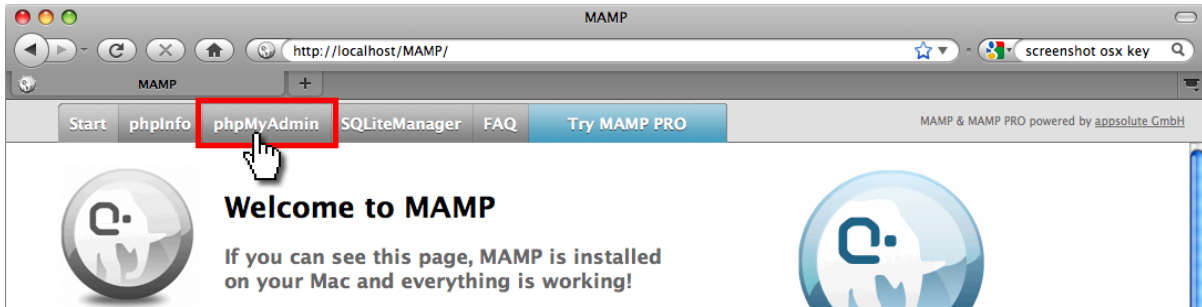 MAMP
http://localhost/MAMP/
screenshot osx key
MAMP
+
Start phpInfo phpMyAdmin SQLiteManager FAQ Try MAMP PRO
MAMP & MAMP PRO powered by appsolute GmbH
Welcome to MAMP
If you can see this page, MAMP is installed
on your Mac and everything is working!